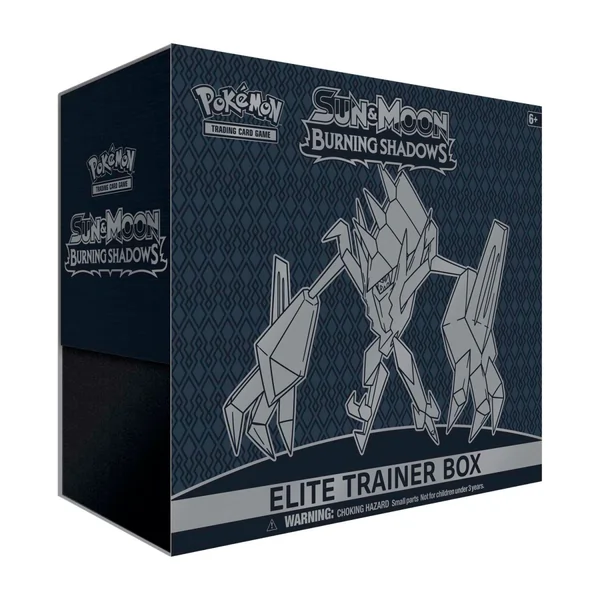 Pokémon
TRADING CARD GAME
SUN & MOON
BURNING SHADOWS
6+
Pokémon
TRADING CARD GAME
SUN & MOON
BURNING SHADOWS
ELITE TRAINER BOX
WARNING: CHOKING HAZARD Small parts Not for children under 3 years.